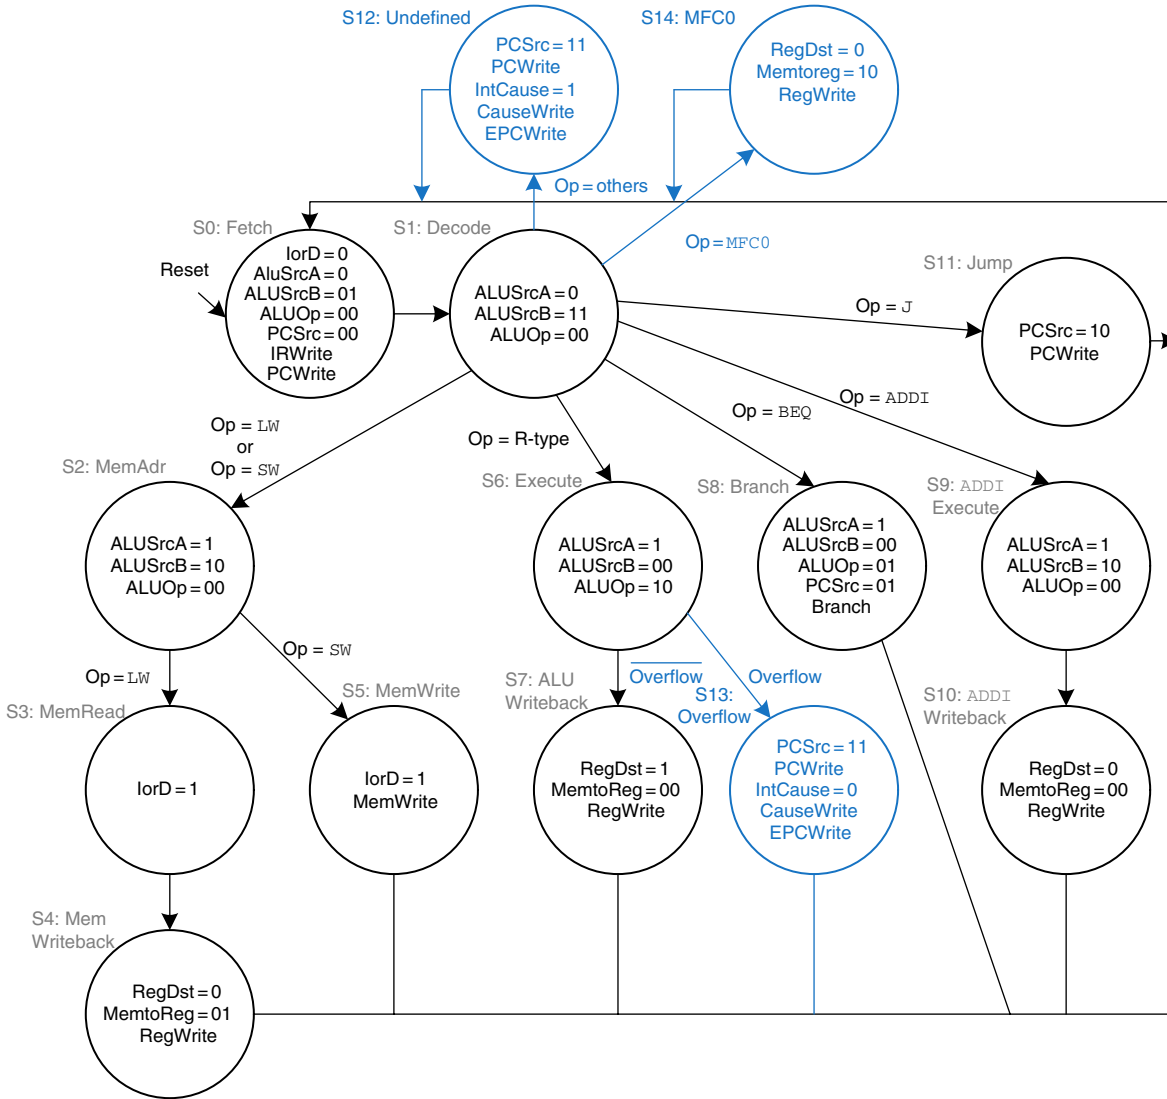 S12: Undefined
PCSrc = 11
PCWrite
IntCause = 1
CauseWrite
EPCWrite
S14: MFC0
RegDst = 0
Memtoreg = 10
RegWrite
Op = others
Op = MFC0
S0: Fetch
Reset
IorD = 0
AluSrcA = 0
ALUSrcB = 01
ALUOp = 00
PCSrc = 00
IRWrite
PCWrite
S1: Decode
ALUSrcA = 0
ALUSrcB = 11
ALUOp = 00
S11: Jump
Op = J
PCSrc = 10
PCWrite
Op = LW
or
Op = SW
Op = R-type
Op = BEQ
Op = ADDI
S2: MemAdr
ALUSrcA = 1
ALUSrcB = 10
ALUOp = 00
S6: Execute
ALUSrcA = 1
ALUSrcB = 00
ALUOp = 10
S8: Branch
ALUSrcA = 1
ALUSrcB = 00
ALUOp = 01
PCSrc = 01
Branch
S9: ADDI
Execute
ALUSrcA = 1
ALUSrcB = 10
ALUOp = 00
Op = LW
Op = SW
Overflow
Overflow
S3: MemRead
IorD = 1
S5: MemWrite
IorD = 1
MemWrite
S7: ALU
Writeback
RegDst = 1
MemtoReg = 00
RegWrite
S13:
Overflow
PCSrc = 11
PCWrite
IntCause = 0
CauseWrite
EPCWrite
S10: ADDI
Writeback
RegDst = 0
MemtoReg = 00
RegWrite
S4: Mem
Writeback
RegDst = 0
MemtoReg = 01
RegWrite